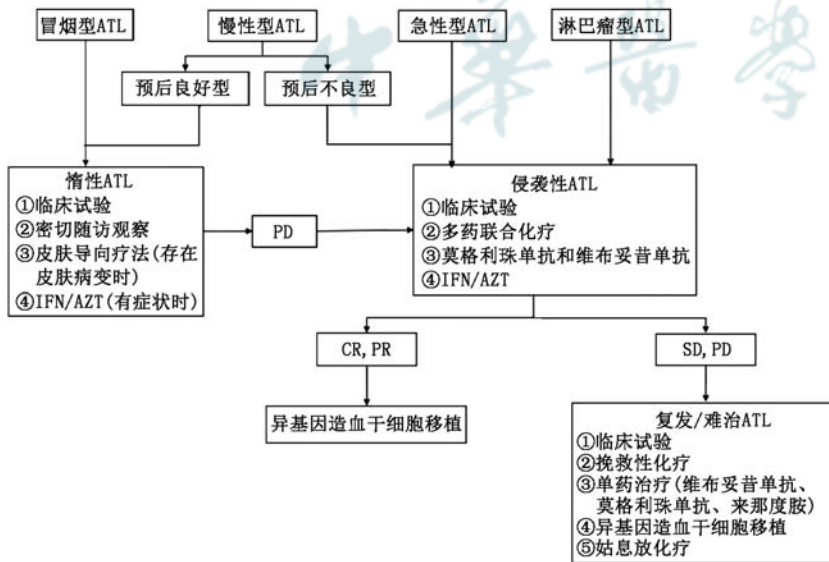 冒烟型ATL
慢性型ATL
急性型ATL
淋巴瘤型ATL
中华医学
预后良好型
预后不良型
惰性ATL
①临床试验
②密切随访观察
③皮肤导向疗法(存在
皮肤病变时)
④IFN/AZT(有症状时)
PD
侵袭性ATL
①临床试验
②多药联合化疗
③莫格利珠单抗和维布妥昔单抗
④IFN/AZT
CR,PR
SD,PD
异基因造血干细胞移植
复发/难治ATL
①临床试验
②挽救性化疗
③单药治疗(维布妥昔单抗、
莫格利珠单抗、来那度胺)
④异基因造血干细胞移植
⑤姑息放化疗